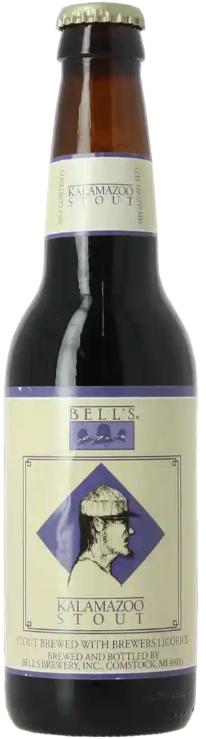 KALAMAZOO
STOUT
BELL'S®
KALAMAZOO
STOUT
STOUT BREWED WITH BREWERS LICORICE
BREWED AND BOTTLED BY
BELL'S BREWERY, INC., COMSTOCK, MI 49053